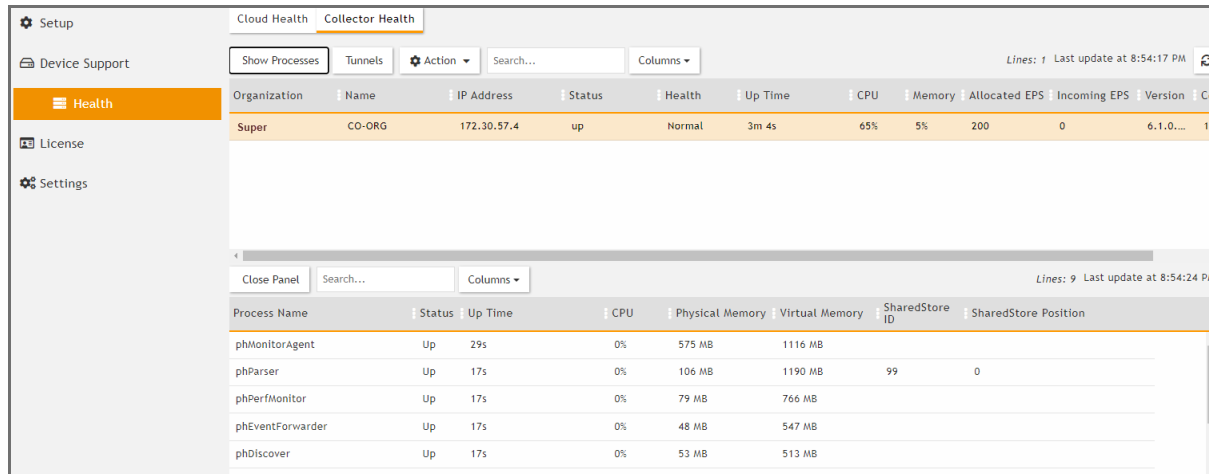 Setup
Device Support
Health
License
Settings
Cloud Health Collector Health
Show Processes Tunnels Action Search... Columns Lines: 1 Last update at 8:54:17 PM
Organization Name IP Address Status Health Up Time CPU Memory Allocated EPS Incoming EPS Version C
Super CO-ORG 172.30.57.4 up Normal 3m 4s 65% 5% 200 0 6.1.0.... 1
Close Panel Search... Columns Lines: 9 Last update at 8:54:24 P
Process Name Status Up Time CPU Physical Memory Virtual Memory SharedStore ID SharedStore Position
phMonitorAgent Up 29s 0% 575 MB 1116 MB
phParser Up 17s 0% 106 MB 1190 MB 99 0
phPerfMonitor Up 17s 0% 79 MB 766 MB
phEventForwarder Up 17s 0% 48 MB 547 MB
phDiscover Up 17s 0% 53 MB 513 MB